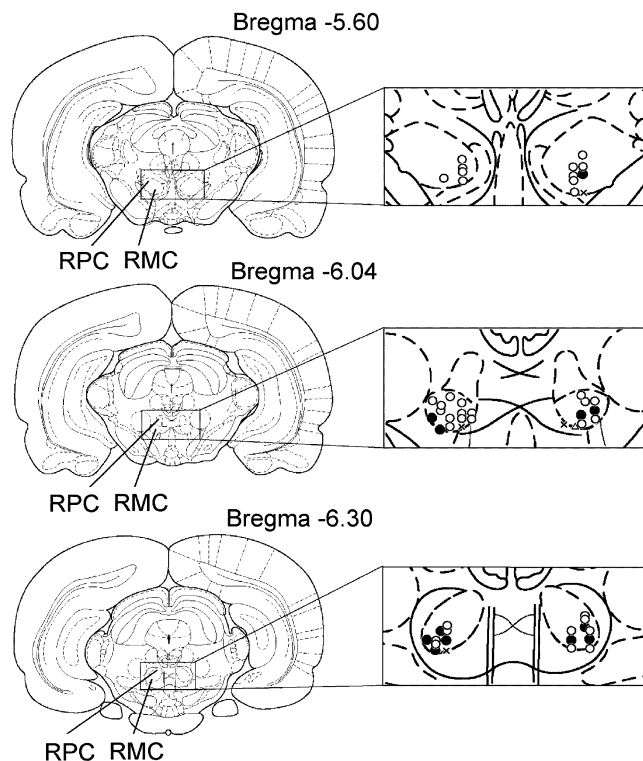 Bregma -5.60
RPC RMC
Bregma -6.04
RPC RMC
Bregma -6.30
RPC RMC